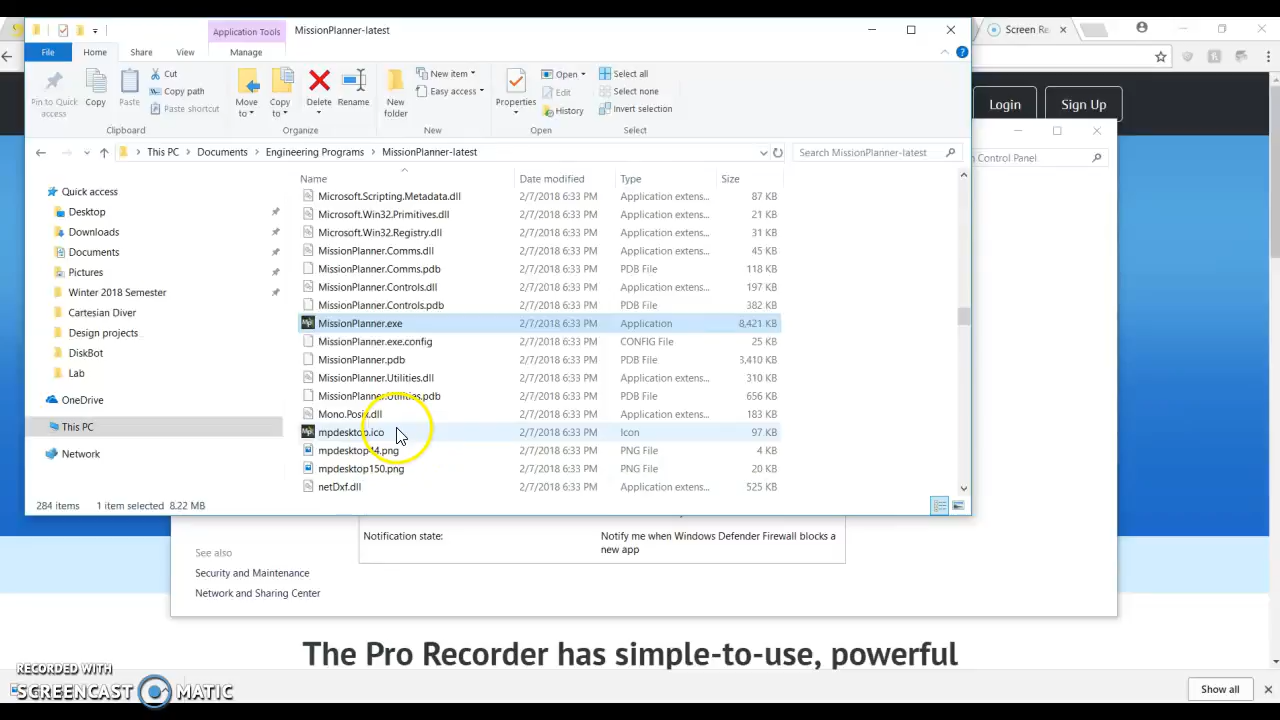 Application Tools
MissionPlanner-latest
Screen Re
File
Home
Share
View
Manage
Pin to Quick access
Copy
Paste
Cut
Copy path
Paste shortcut
Clipboard
Move to
Copy to
Delete
Rename
Organize
New folder
New item
Easy access
New
Properties
Open
Edit
History
Open
Select all
Select none
Invert selection
Select
Login
Sign Up
This PC
Documents
Engineering Programs
MissionPlanner-latest
Search MissionPlanner-latest
Control Panel
Quick access
Desktop
Downloads
Documents
Pictures
Winter 2018 Semester
Cartesian Diver
Design projects
DiskBot
Lab
OneDrive
This PC
Network
Name Date modified Type Size
Microsoft.Scripting.Metadata.dll 2/7/2018 6:33 PM Application extens... 87 KB
Microsoft.Win32.Primitives.dll 2/7/2018 6:33 PM Application extens... 21 KB
Microsoft.Win32.Registry.dll 2/7/2018 6:33 PM Application extens... 31 KB
MissionPlanner.Comms.dll 2/7/2018 6:33 PM Application extens... 45 KB
MissionPlanner.Comms.pdb 2/7/2018 6:33 PM PDB File 118 KB
MissionPlanner.Controls.dll 2/7/2018 6:33 PM Application extens... 197 KB
MissionPlanner.Controls.pdb 2/7/2018 6:33 PM PDB File 382 KB
MissionPlanner.exe 2/7/2018 6:33 PM Application 8,421 KB
MissionPlanner.exe.config 2/7/2018 6:33 PM CONFIG File 25 KB
MissionPlanner.pdb 2/7/2018 6:33 PM PDB File 3,410 KB
MissionPlanner.Utilities.dll 2/7/2018 6:33 PM Application extens... 310 KB
MissionPlanner.Utilities.pdb 2/7/2018 6:33 PM PDB File 656 KB
Mono.Posix.dll 2/7/2018 6:33 PM Application extens... 183 KB
mpdesktop.ico 2/7/2018 6:33 PM Icon 97 KB
mpdesktop44.png 2/7/2018 6:33 PM PNG File 4 KB
mpdesktop150.png 2/7/2018 6:33 PM PNG File 20 KB
netDxf.dll 2/7/2018 6:33 PM Application extens... 525 KB
284 items 1 item selected 8.22 MB
Notification state: Notify me when Windows Defender Firewall blocks a
new app
See also
Security and Maintenance
Network and Sharing Center
The Pro Recorder has simple-to-use, powerful
RECORDED WITH
SCREENCAST MATIC
Show all